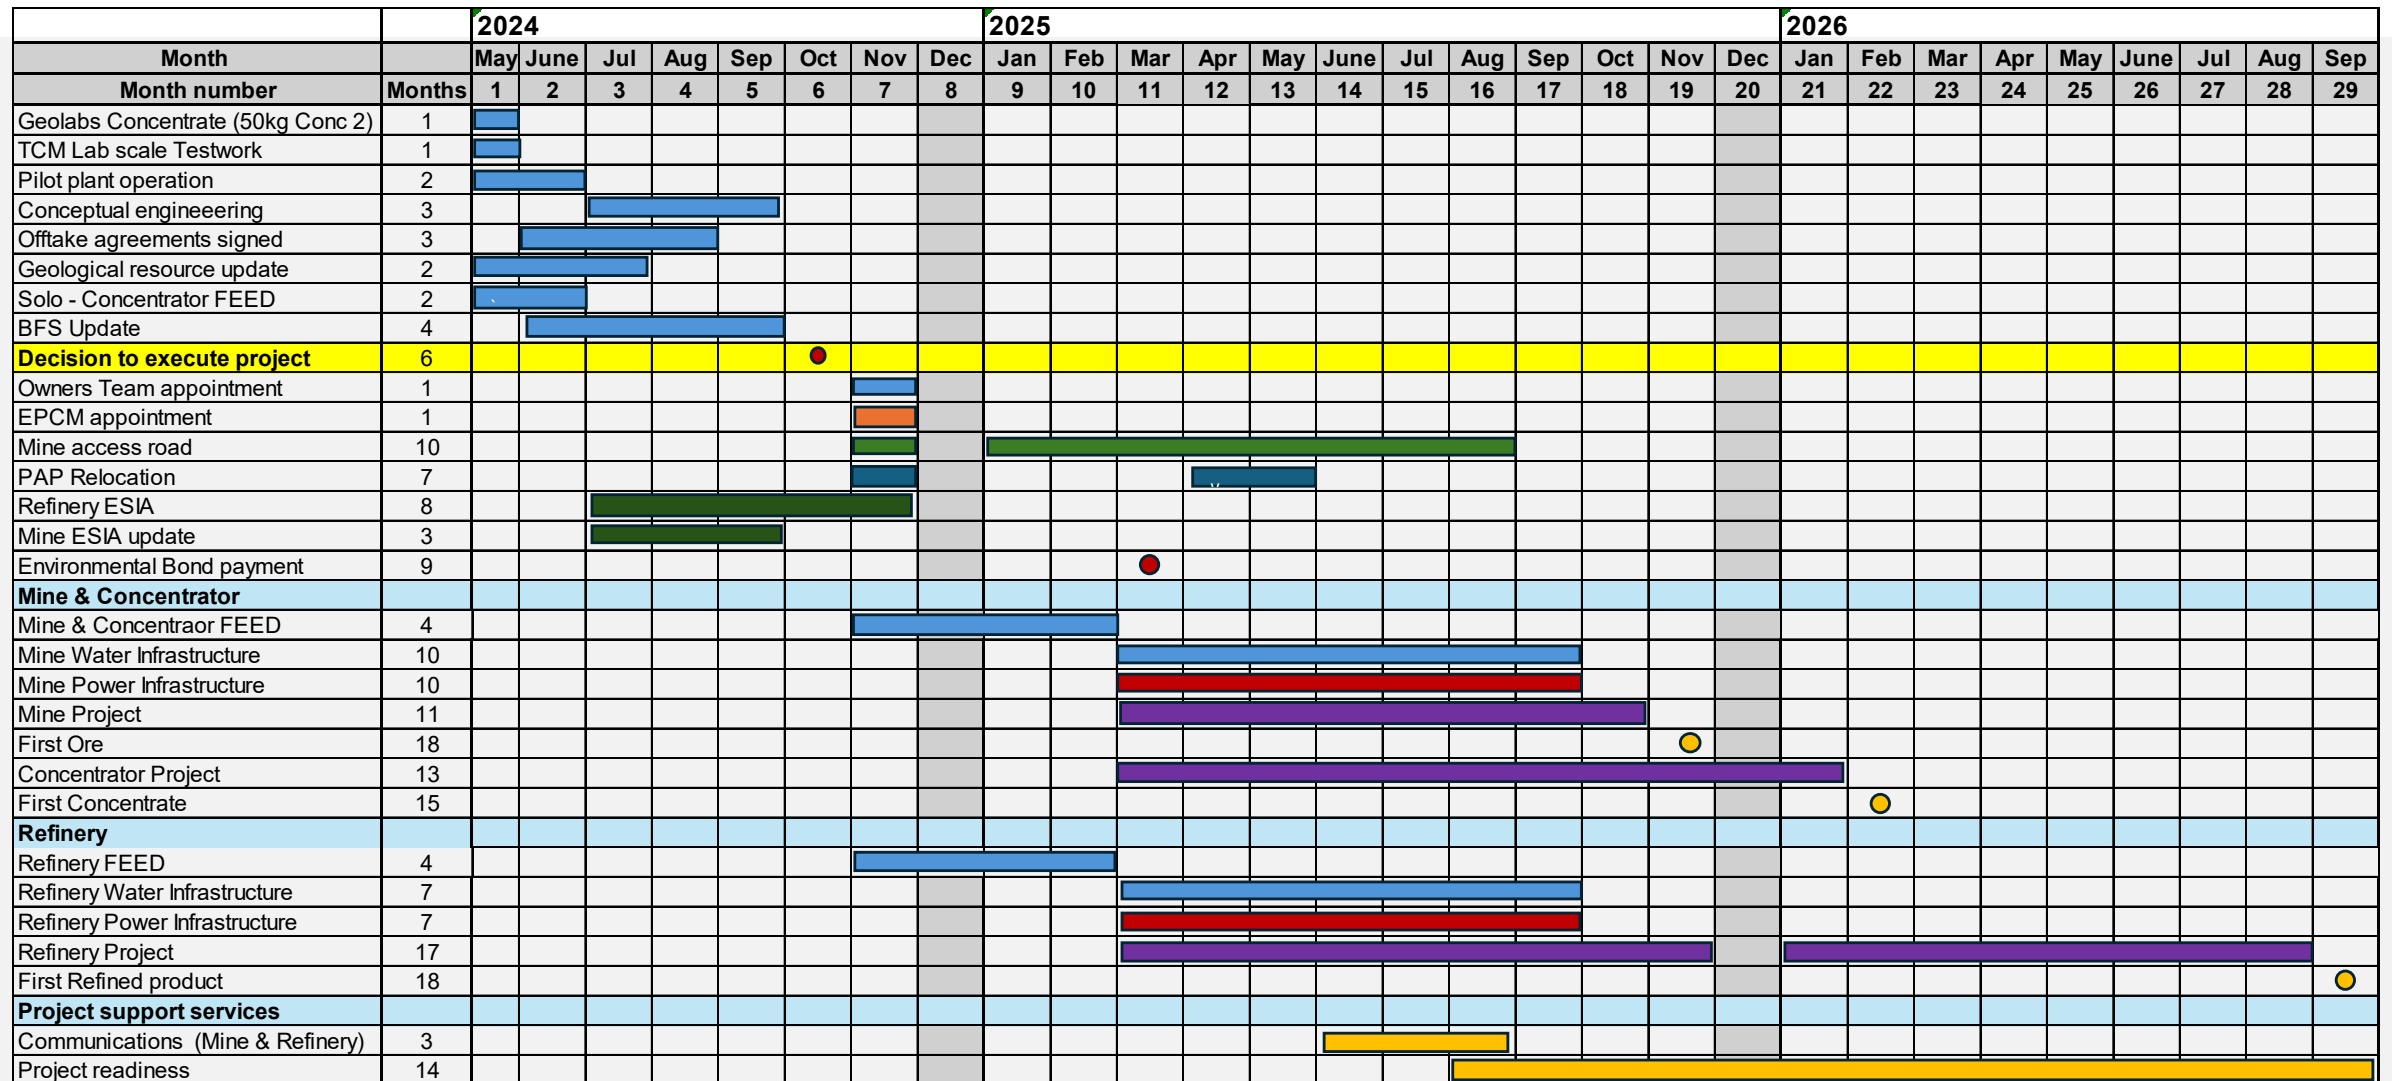 2024 2025 2026
Month May June Jul Aug Sep Oct Nov Dec Jan Feb Mar Apr May June Jul Aug Sep Oct Nov Dec Jan Feb Mar Apr May June Jul Aug Sep
Month number Months 1 2 3 4 5 6 7 8 9 10 11 12 13 14 15 16 17 18 19 20 21 22 23 24 25 26 27 28 29
Geolabs Concentrate (50kg Conc 2) 1
TCM Lab scale Testwork 1
Pilot plant operation 2
Conceptual engineeering 3
Offtake agreements signed 3
Geological resource update 2
Solo - Concentrator FEED 2
BFS Update 4
Decision to execute project 6
Owners Team appointment 1
EPCM appointment 1
Mine access road 10
PAP Relocation 7
Refinery ESIA 8
Mine ESIA update 3
Environmental Bond payment 9
Mine & Concentrator
Mine & Concentraor FEED 4
Mine Water Infrastructure 10
Mine Power Infrastructure 10
Mine Project 11
First Ore 18
Concentrator Project 13
First Concentrate 15
Refinery
Refinery FEED 4
Refinery Water Infrastructure 7
Refinery Power Infrastructure 7
Refinery Project 17
First Refined product 18
Project support services
Communications (Mine & Refinery) 3
Project readiness 14